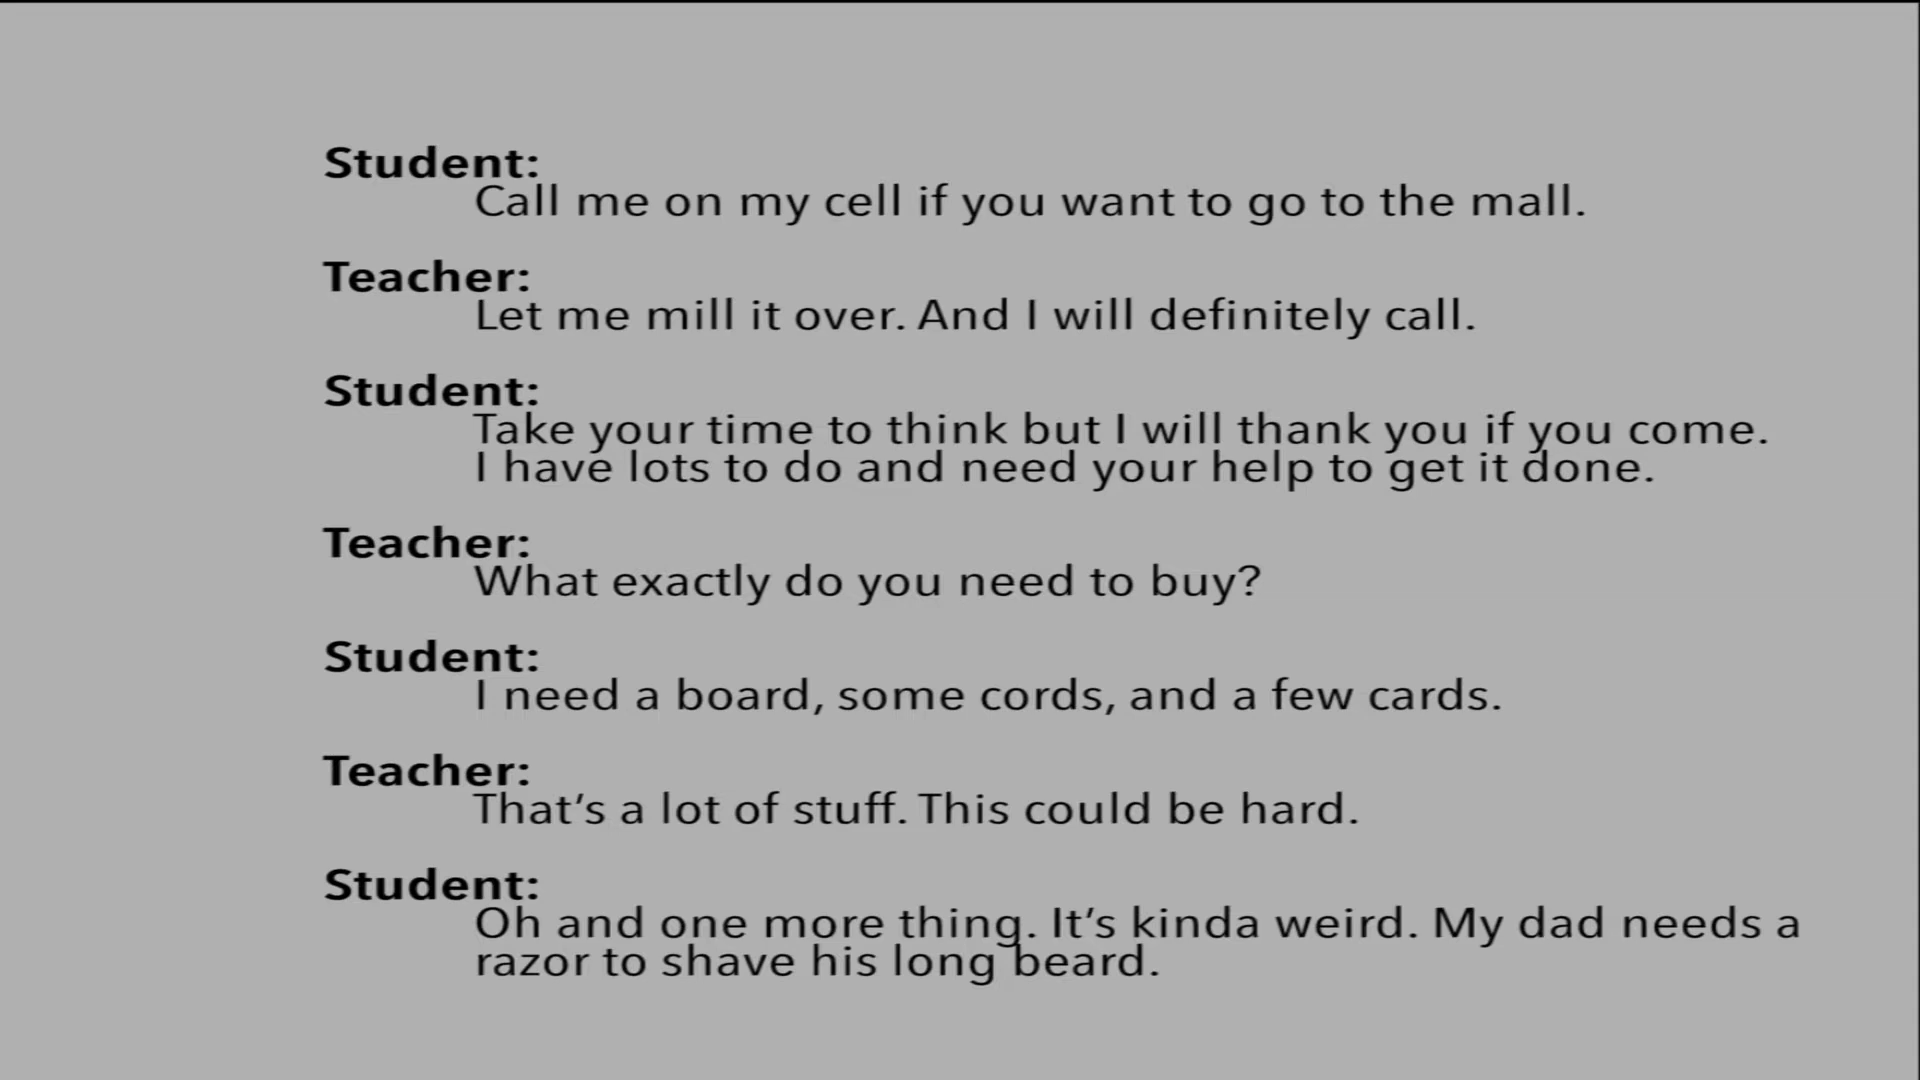 Student:
Call me on my cell if you want to go to the mall.
Teacher:
Let me mill it over. And I will definitely call.
Student:
Take your time to think but I will thank you if you come.
I have lots to do and need your help to get it done.
Teacher:
What exactly do you need to buy?
Student:
I need a board, some cords, and a few cards.
Teacher:
That's a lot of stuff. This could be hard.
Student:
Oh and one more thing. It's kinda weird. My dad needs a
razor to shave his long beard.